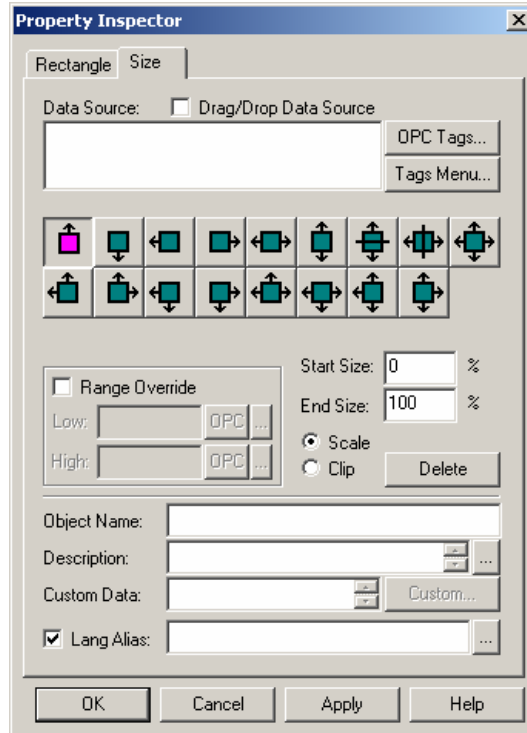 Property Inspector
Rectangle Size
Data Source: Drag/Drop Data Source
OPC Tags...
Tags Menu...
Start Size: 0 %
Range Override
End Size: 100 %
Low: OPC ...
Scale
High: OPC ...
Clip Delete
Object Name:
Description: ...
Custom Data: Custom...
Lang Alias: ...
OK Cancel Apply Help